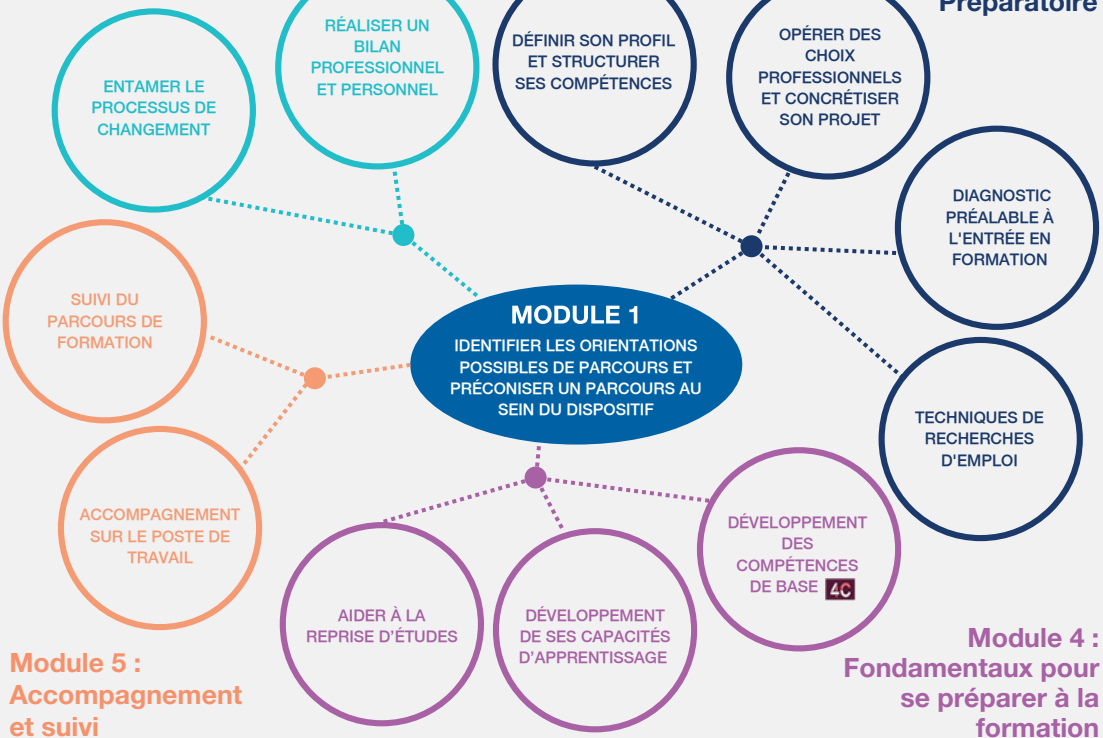 Préparatoire
RÉALISER UN
BILAN
PROFESSIONNEL
ET PERSONNEL
DÉFINIR SON PROFIL
ET STRUCTURER
SES COMPÉTENCES
OPÉRER DES
CHOIX
PROFESSIONNELS
ET CONCRÉTISER
SON PROJET
ENTAMER LE
PROCESSUS DE
CHANGEMENT
DIAGNOSTIC
PRÉALABLE À
L'ENTRÉE EN
FORMATION
SUIVI DU
PARCOURS DE
FORMATION
MODULE 1
IDENTIFIER LES ORIENTATIONS
POSSIBLES DE PARCOURS ET
PRÉCONISER UN PARCOURS AU
SEIN DU DISPOSITIF
TECHNIQUES DE
RECHERCHES
D'EMPLOI
ACCOMPAGNEMENT
SUR LE POSTE DE
TRAVAIL
DÉVELOPPEMENT
DES
COMPÉTENCES
DE BASE 4C
AIDER À LA
REPRISE D’ÉTUDES
DÉVELOPPEMENT
DE SES CAPACITÉS
D’APPRENTISSAGE
Module 5 :
Accompagnement
et suivi
Module 4 :
Fondamentaux pour
se préparer à la
formation